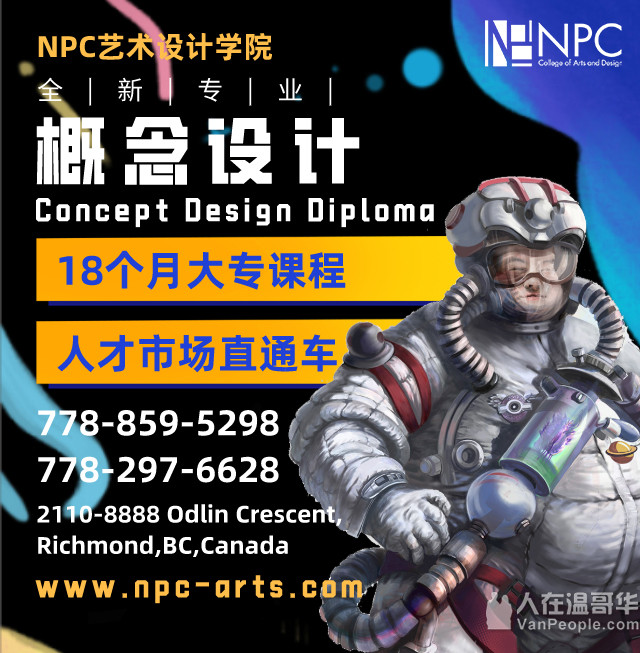 NPC艺术设计学院
NPC
College of Arts and Design
全|新|专|业|
概念设计
Concept Design Diploma
18个月大专课程
人才市场直通车
778-859-5298
778-297-6628
2110-8888 Odlin Crescent,
Richmond,BC,Canada
www.npc-arts.com
人在温哥华
VanPeople.com